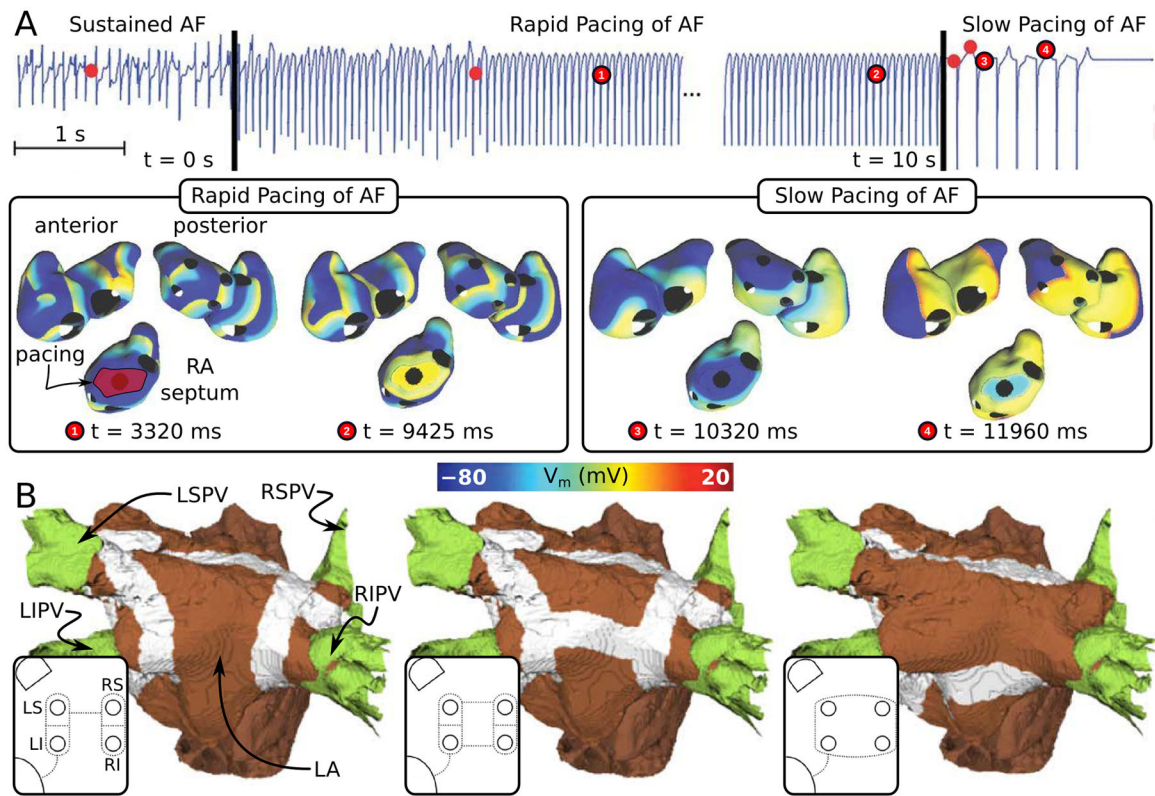 A
Sustained AF
Rapid Pacing of AF
Slow Pacing of AF
1
2
3
4
...
1 s
t = 0 s
t = 10 s
Rapid Pacing of AF
Slow Pacing of AF
anterior
posterior
pacing
RA
septum
1 t = 3320 ms
2 t = 9425 ms
3 t = 10320 ms
4 t = 11960 ms
−80 Vm (mV) 20
B
LSPV
RSPV
LIPV
RIPV
LS
RS
LI
RI
LA